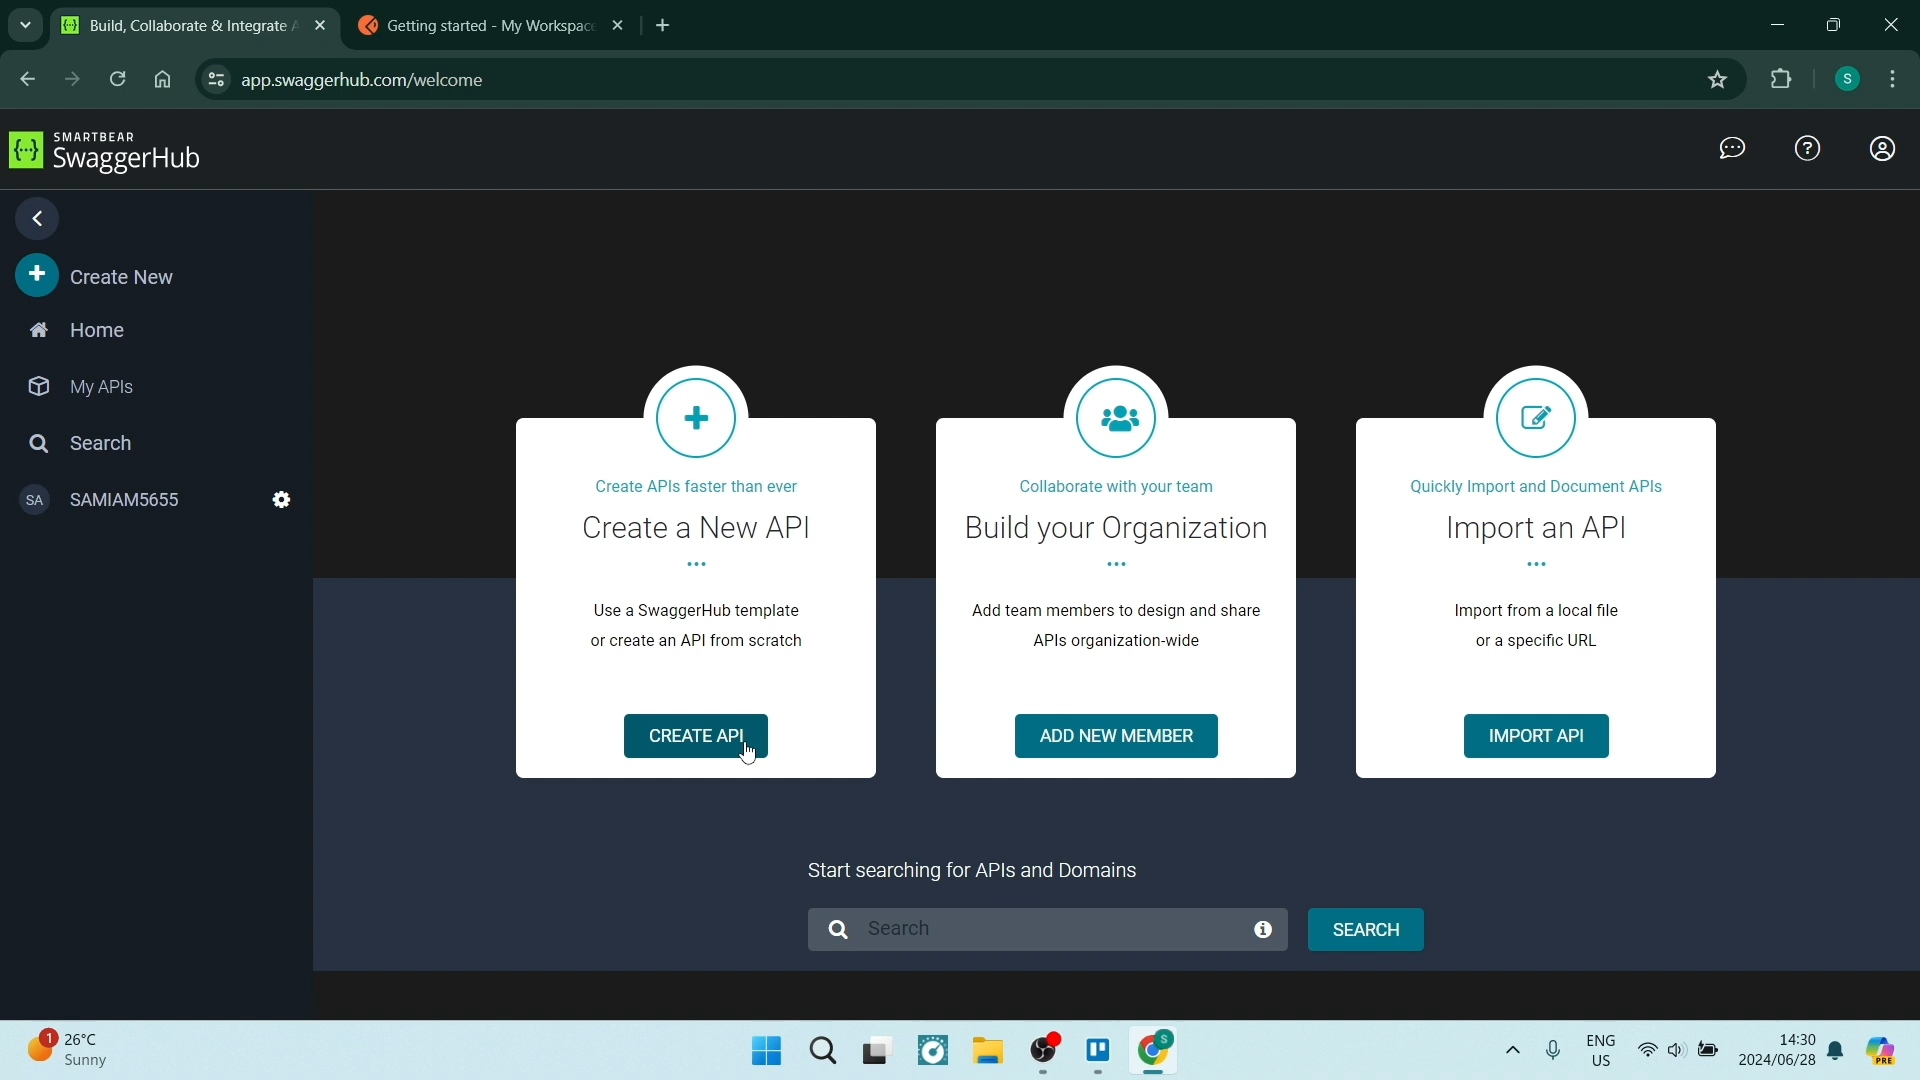 Build, Collaborate & Integrate A
Getting started - My Workspace
app.swaggerhub.com/welcome
S
SMARTBEAR
SwaggerHub
Create New
Home
My APIs
Search
SA SAMIAM5655
Create APIs faster than ever
Create a New API
Use a SwaggerHub template
or create an API from scratch
CREATE API
Collaborate with your team
Build your Organization
Add team members to design and share
APIs organization-wide
ADD NEW MEMBER
Quickly Import and Document APIs
Import an API
Import from a local file
or a specific URL
IMPORT API
Start searching for APIs and Domains
Search
SEARCH
1
26°C
Sunny
S
ENG
US
14:30
2024/06/28
PRE